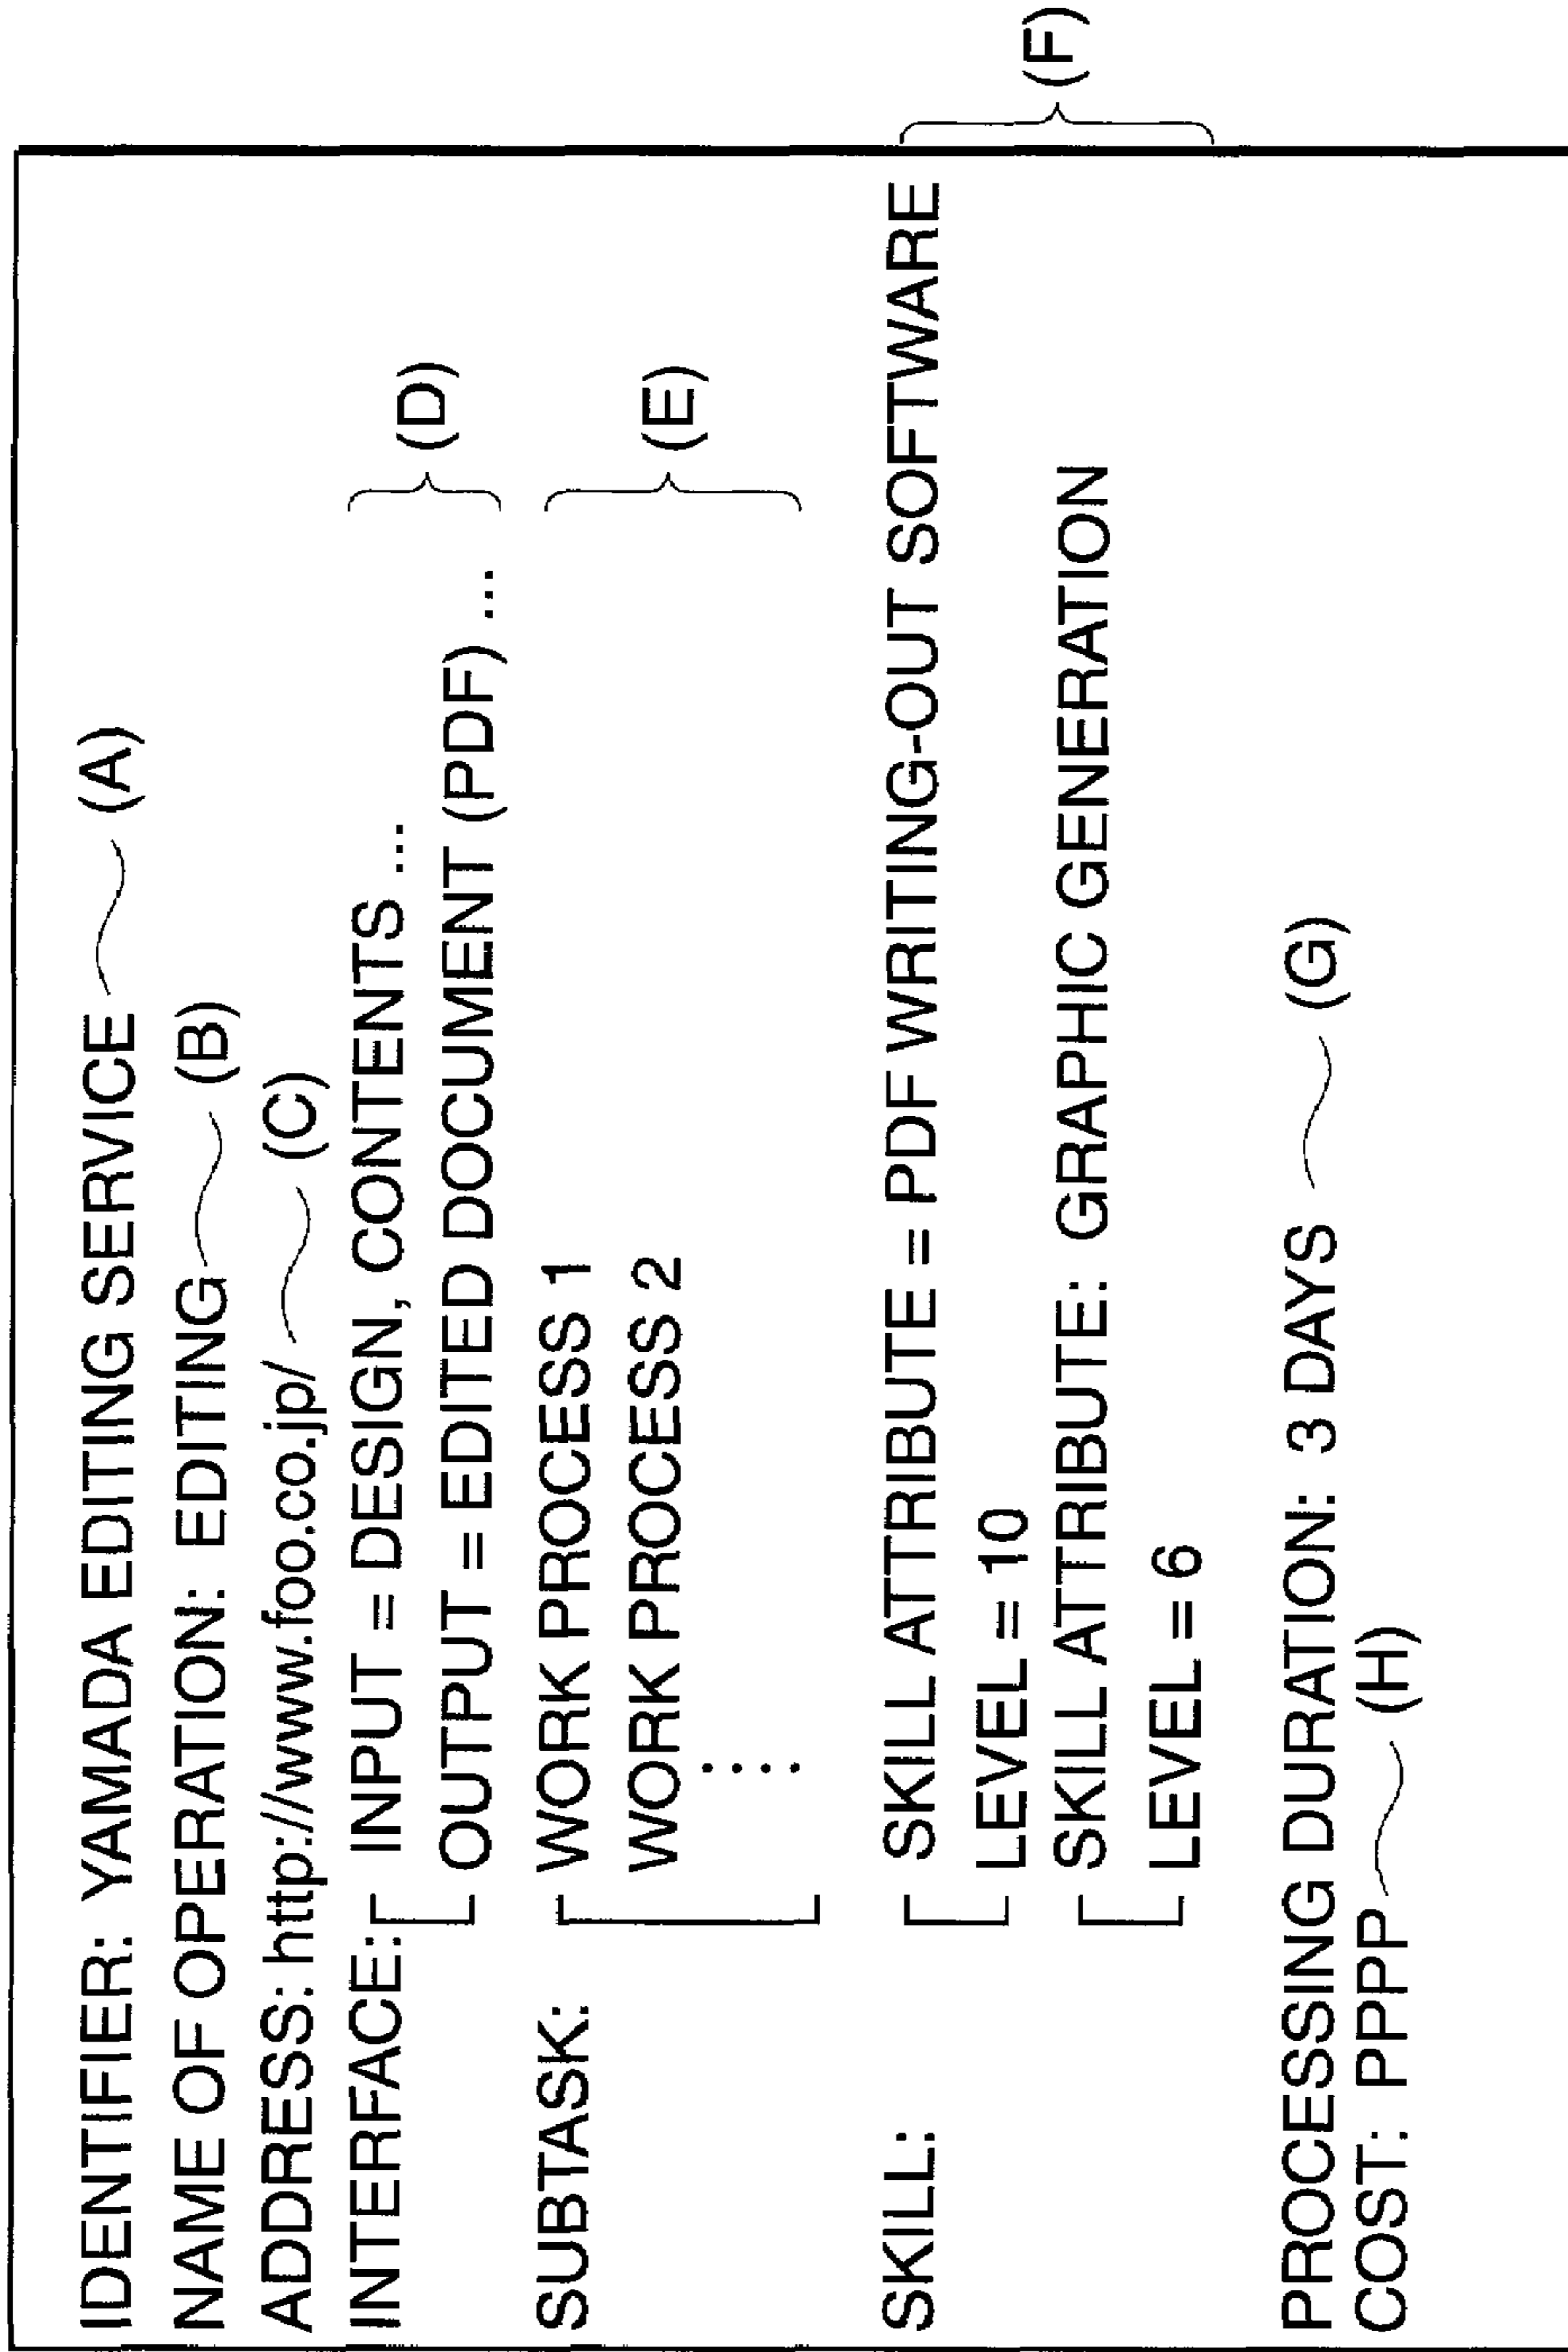 IDENTIFIER: YAMADA EDITING SERVICE (A)
NAME OF OPERATION: EDITING (B)
ADDRESS: http://www.foo.co.jp/ (C)
INTERFACE: INPUT = DESIGN, CONTENTS ...
OUTPUT = EDITED DOCUMENT (PDF) ... (D)
SUBTASK: WORK PROCESS 1
WORK PROCESS 2 (E)
⋮
SKILL: SKILL ATTRIBUTE = PDF WRITING-OUT SOFTWARE
LEVEL = 10
SKILL ATTRIBUTE: GRAPHIC GENERATION (F)
LEVEL = 6
PROCESSING DURATION: 3 DAYS (G)
COST: PPPP (H)